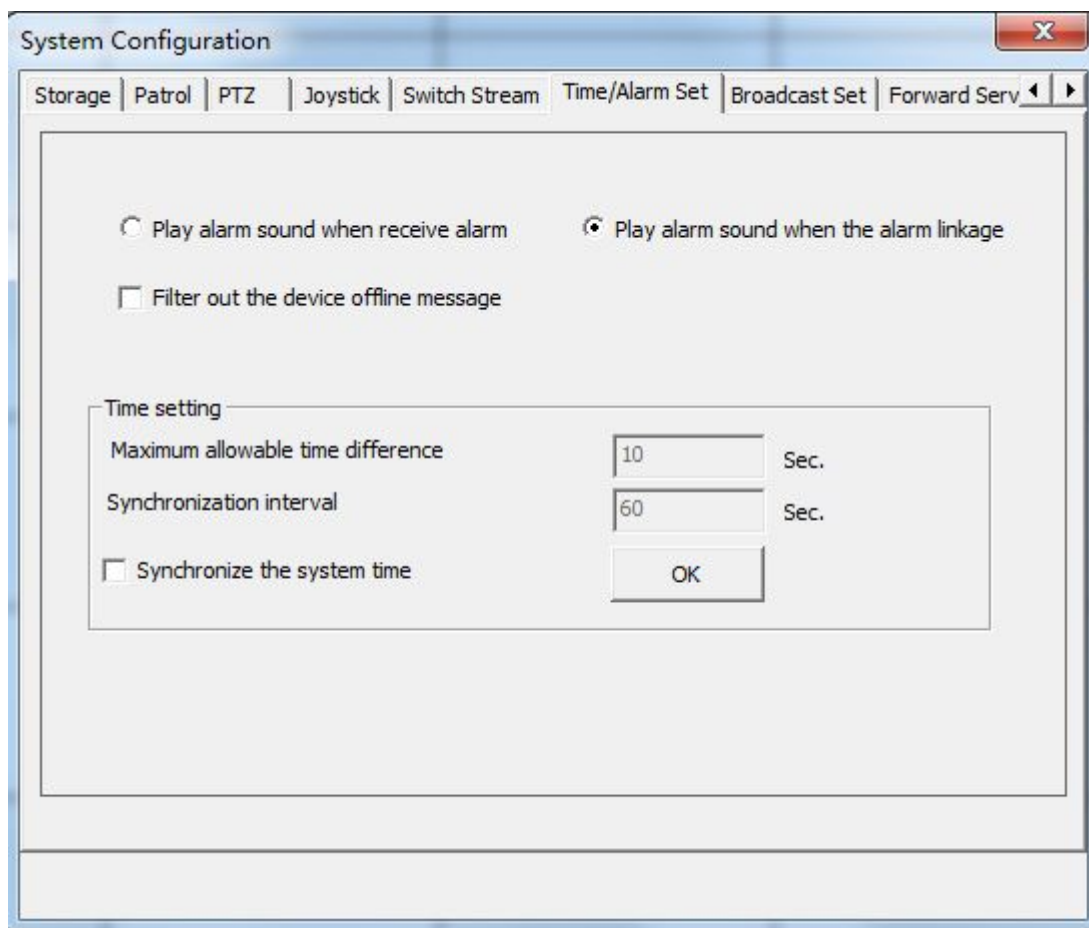 System Configuration
Storage Patrol PTZ Joystick Switch Stream Time/Alarm Set Broadcast Set Forward Serv
Play alarm sound when receive alarm Play alarm sound when the alarm linkage
Filter out the device offline message
Time setting
Maximum allowable time difference 10 Sec.
Synchronization interval 60 Sec.
Synchronize the system time OK